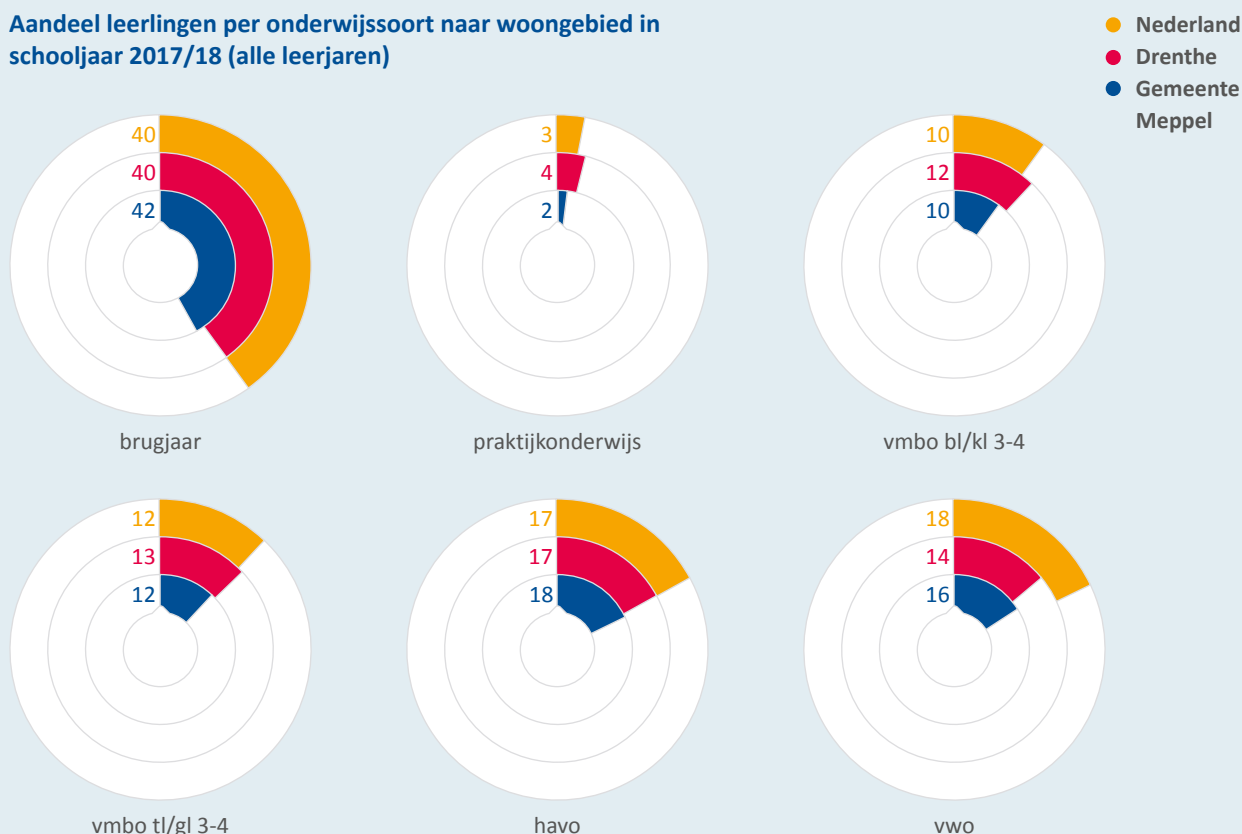 Aandeel leerlingen per onderwijssoort naar woongebied in
schooljaar 2017/18 (alle leerjaren)
Nederland
Drenthe
Gemeente
Meppel
40
40
42
brugjaar
3
4
2
praktijkonderwijs
10
12
10
vmbo bl/kl 3-4
12
13
12
vmbo tl/gl 3-4
17
17
18
havo
18
14
16
vwo